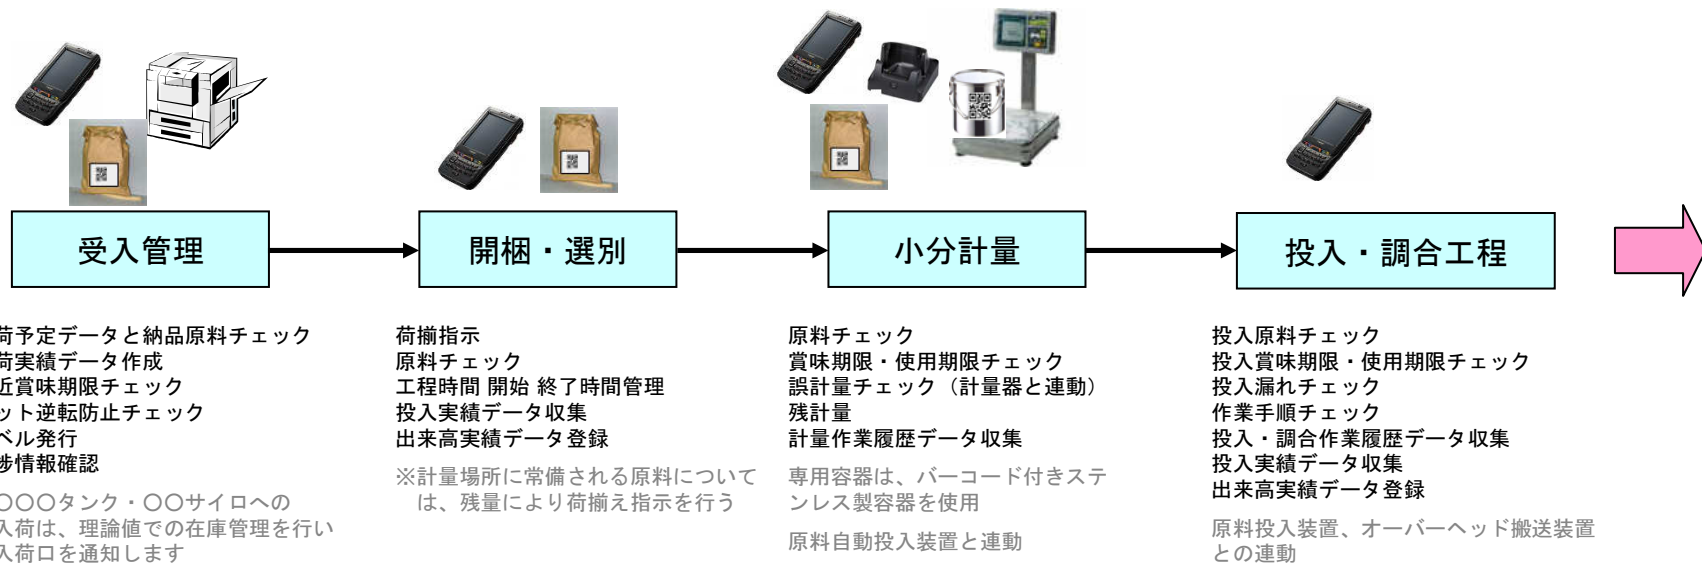 受入管理
開梱・選別
小分計量
投入・調合工程
荷予定データと納品原料チェック
荷実績データ作成
近賞味期限チェック
ット逆転防止チェック
ベル発行
捗情報確認
〇〇〇タンク・〇〇サイロへの
入荷は、理論値での在庫管理を行い
入荷口を通知します
荷揃指示
原料チェック
工程時間 開始 終了時間管理
投入実績データ収集
出来高実績データ登録
※計量場所に常備される原料について
は、残量により荷揃え指示を行う
原料チェック
賞味期限・使用期限チェック
誤計量チェック（計量器と連動）
残計量
計量作業履歴データ収集
専用容器は、バーコード付きステ
ンレス製容器を使用
原料自動投入装置と連動
投入原料チェック
投入賞味期限・使用期限チェック
投入漏れチェック
作業手順チェック
投入・調合作業履歴データ収集
投入実績データ収集
出来高実績データ登録
原料投入装置、オーバーヘッド搬送装置
との連動